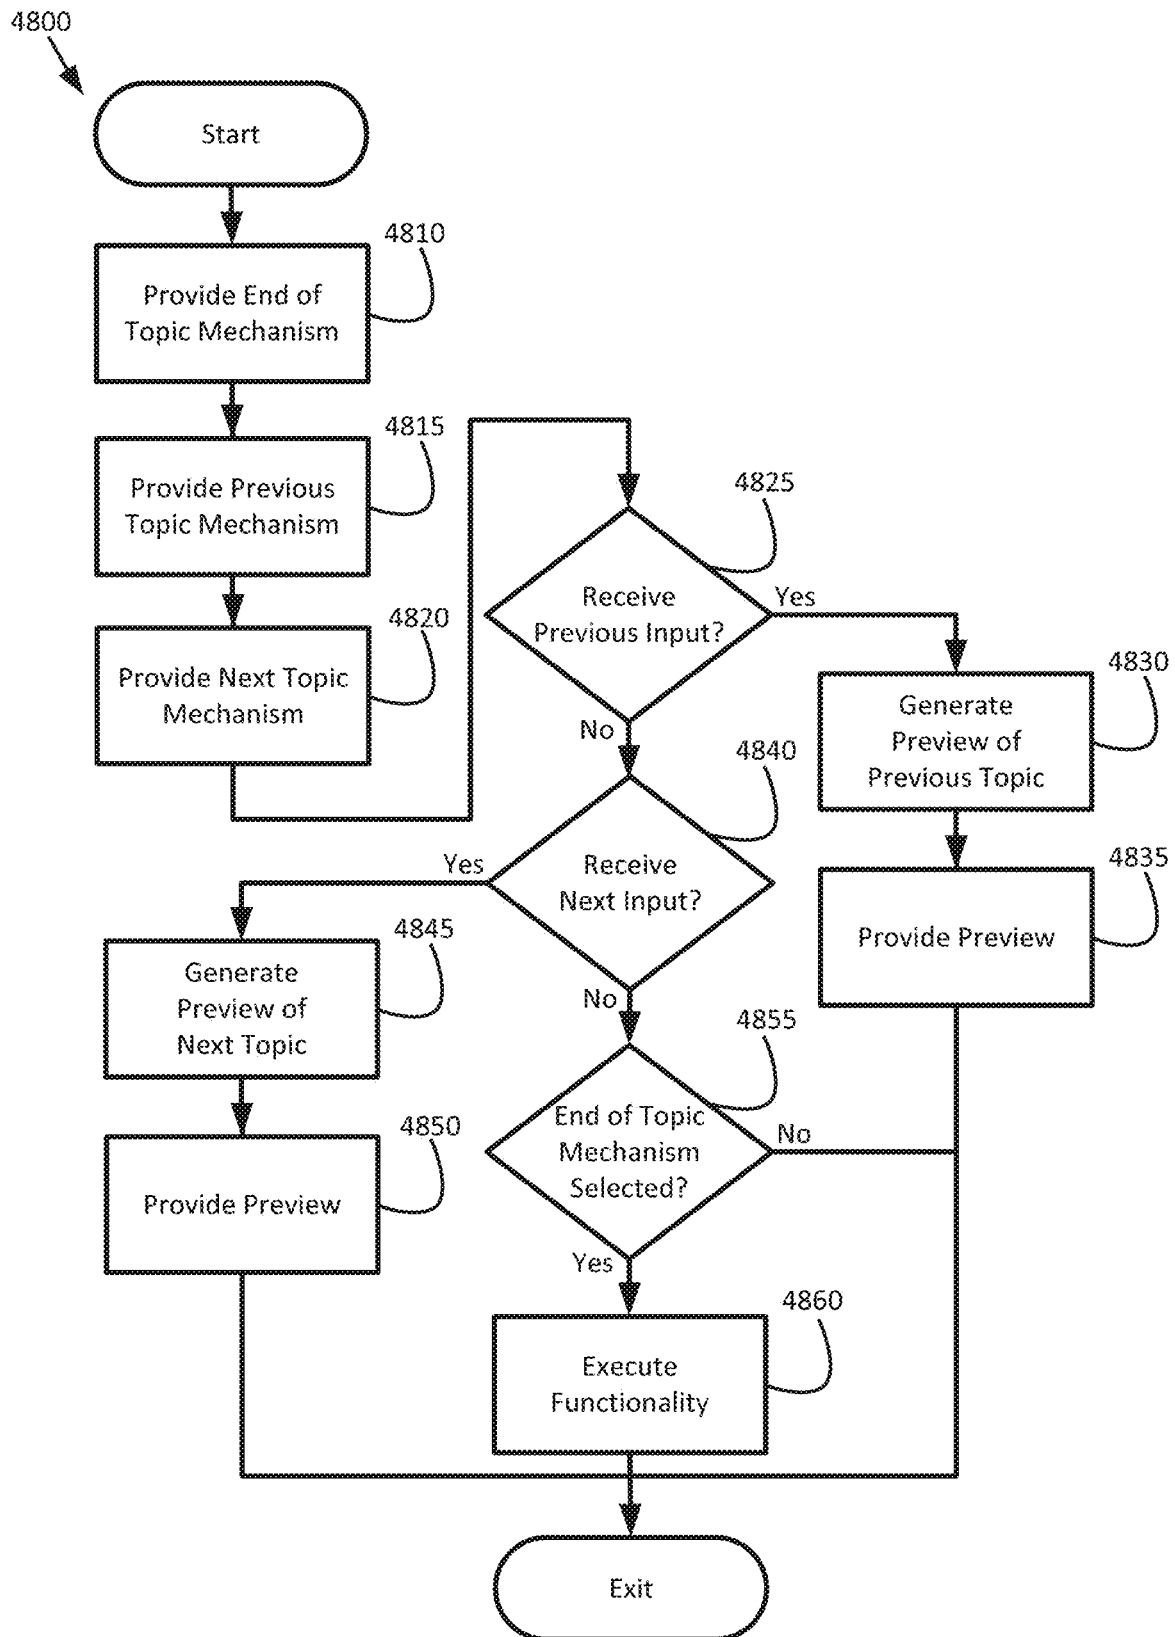 4800
Start
4810
Provide End of
Topic Mechanism
4815
Provide Previous
Topic Mechanism
4820
Provide Next Topic
Mechanism
4825
Receive
Previous Input?
Yes
No
4830
Generate
Preview of
Previous Topic
4835
Provide Preview
4840
Receive
Next Input?
Yes
No
4845
Generate
Preview of
Next Topic
4850
Provide Preview
4855
End of Topic
Mechanism
Selected?
No
Yes
4860
Execute
Functionality
Exit